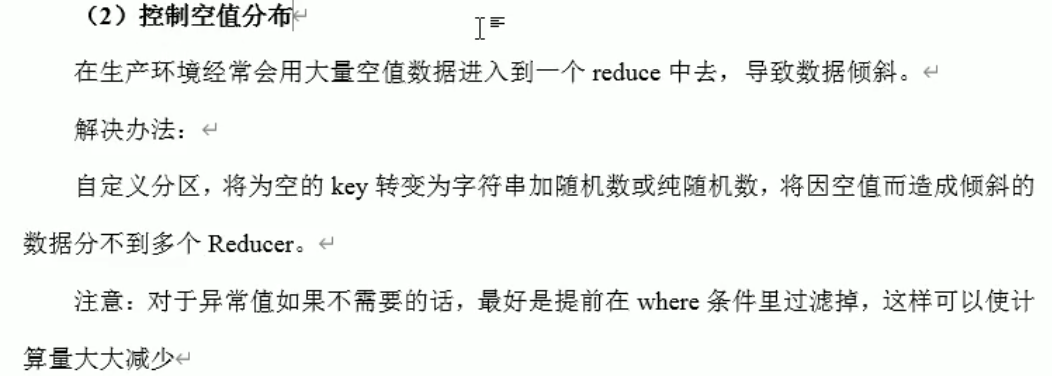 （2）控制空值分布
在生产环境经常会用大量空值数据进入到一个 reduce 中去，导致数据倾斜。
解决办法：
自定义分区，将为空的 key 转变为字符串加随机数或纯随机数，将因空值而造成倾斜的
数据分不到多个 Reducer。
注意：对于异常值如果不需要的话，最好是提前在 where 条件里过滤掉，这样可以使计
算量大大减少